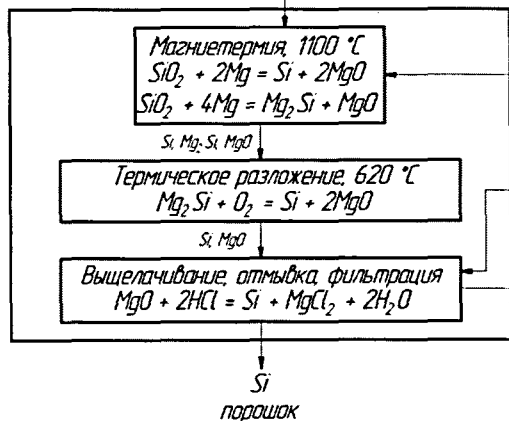 Магниетермия, 1100 °C
SiO₂ + 2Mg = Si + 2MgO
SiO₂ + 4Mg = Mg₂Si + MgO
Si, Mg₂Si, MgO
Термическое разложение, 620 °C
Mg₂Si + O₂ = Si + 2MgO
Si, MgO
Выщелачивание, отмывка, фильтрация
MgO + 2HCl = Si + MgCl₂ + 2H₂O
Si
порошок